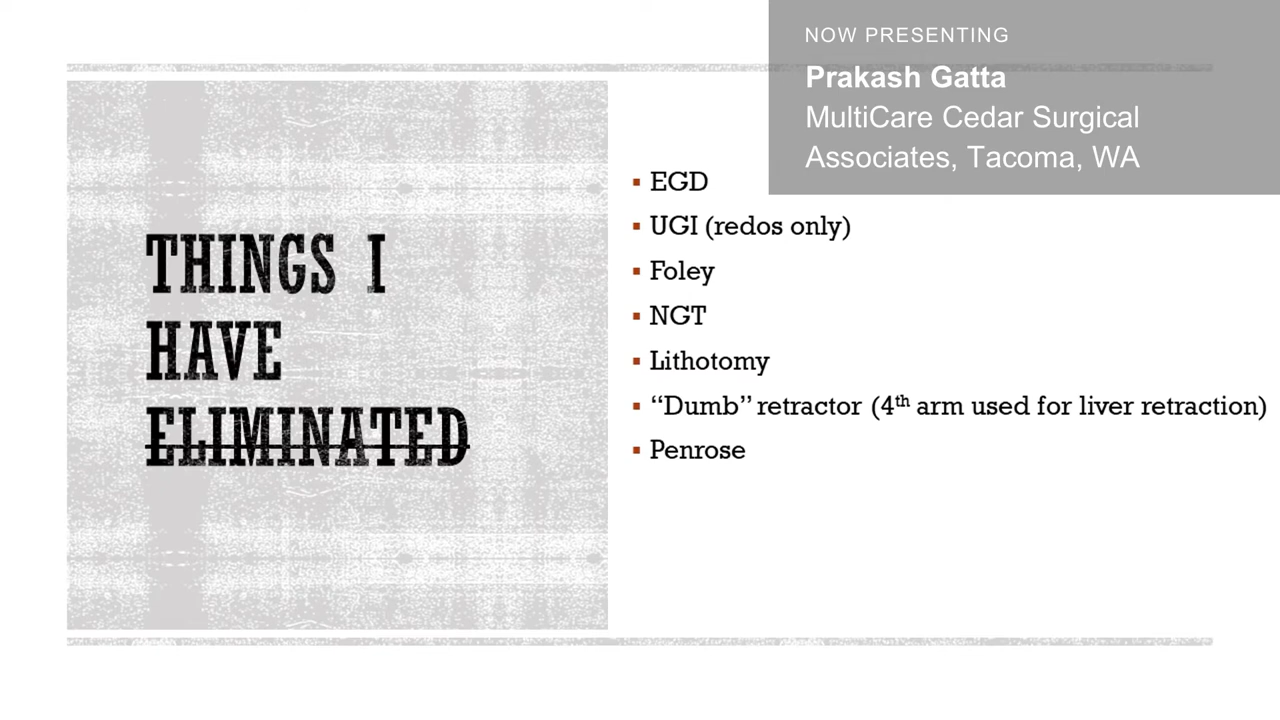 NOW PRESENTING
Prakash Gatta
MultiCare Cedar Surgical
Associates, Tacoma, WA
THINGS I
HAVE
ELIMINATED
▪ EGD
▪ UGI (redos only)
▪ Foley
▪ NGT
▪ Lithotomy
▪ “Dumb” retractor (4th arm used for liver retraction)
▪ Penrose